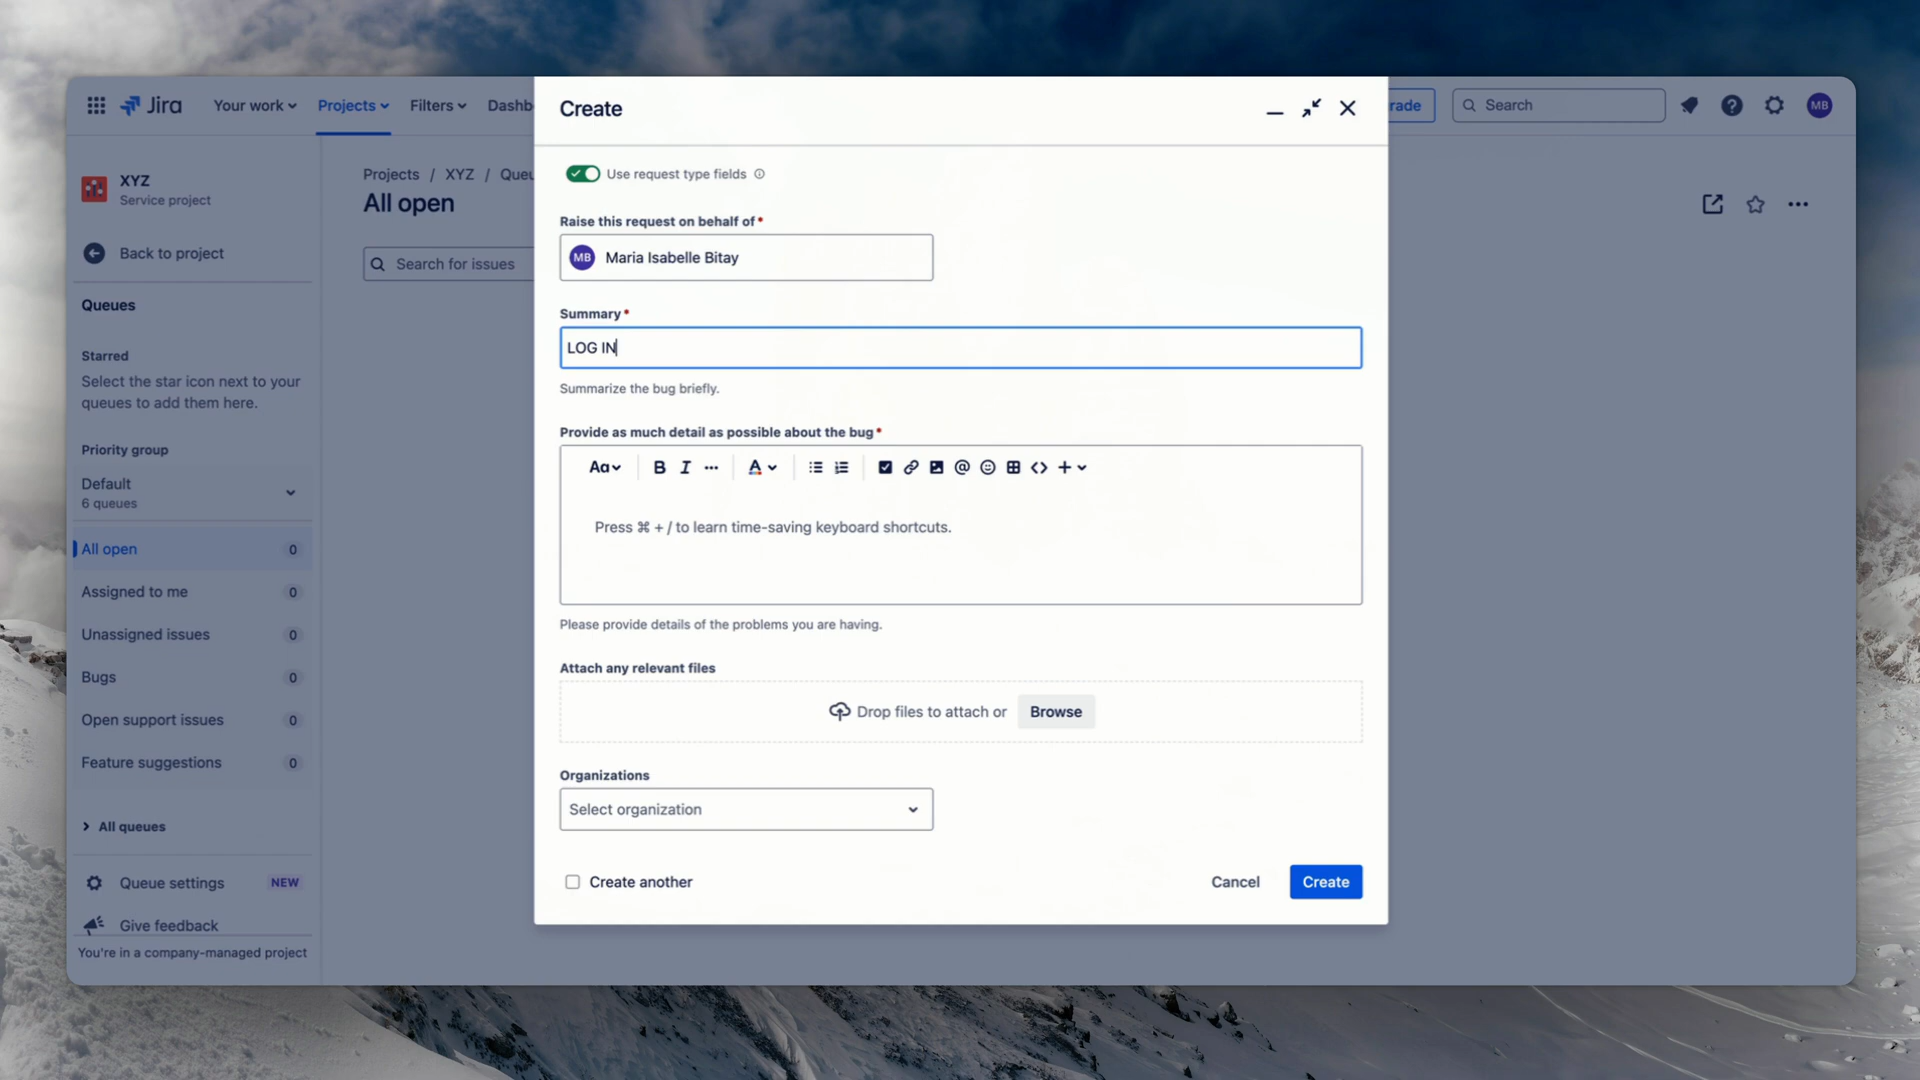 Jira
Your work
Projects
Filters
Dashb
rade
Search
MB
XYZ
Service project
Back to project
Queues
Starred
Select the star icon next to your
queues to add them here.
Priority group
Default
6 queues
All open 0
Assigned to me 0
Unassigned issues 0
Bugs 0
Open support issues 0
Feature suggestions 0
All queues
Queue settings NEW
Give feedback
You're in a company-managed project
Projects / XYZ / Queu
All open
Search for issues
Create
Use request type fields
Raise this request on behalf of*
MB Maria Isabelle Bitay
Summary*
LOG IN
Summarize the bug briefly.
Provide as much detail as possible about the bug*
Aa B I ••• A @ <> +
Press ⌘ + / to learn time-saving keyboard shortcuts.
Please provide details of the problems you are having.
Attach any relevant files
Drop files to attach or Browse
Organizations
Select organization
Create another
Cancel
Create